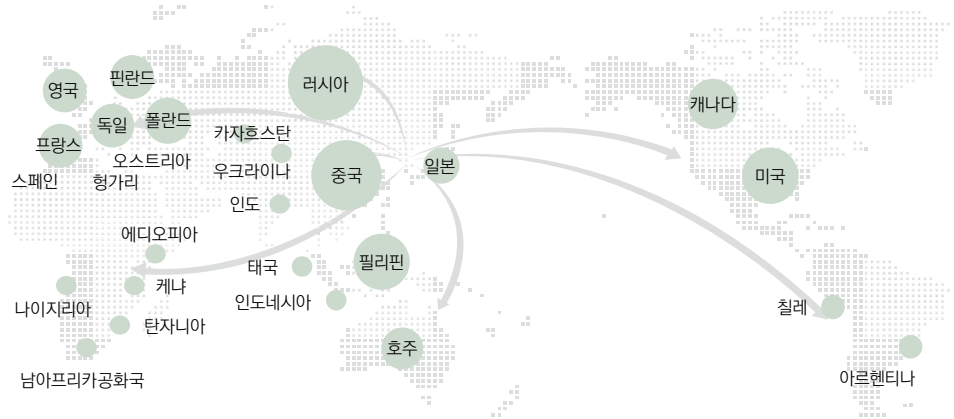 영국
핀란드
러시아
캐나다
독일
폴란드
프랑스
카자흐스탄
오스트리아
일본
스페인
헝가리
우크라이나
중국
미국
인도
에디오피아
태국
필리핀
케냐
나이지리아
인도네시아
칠레
탄자니아
호주
남아프리카공화국
아르헨티나